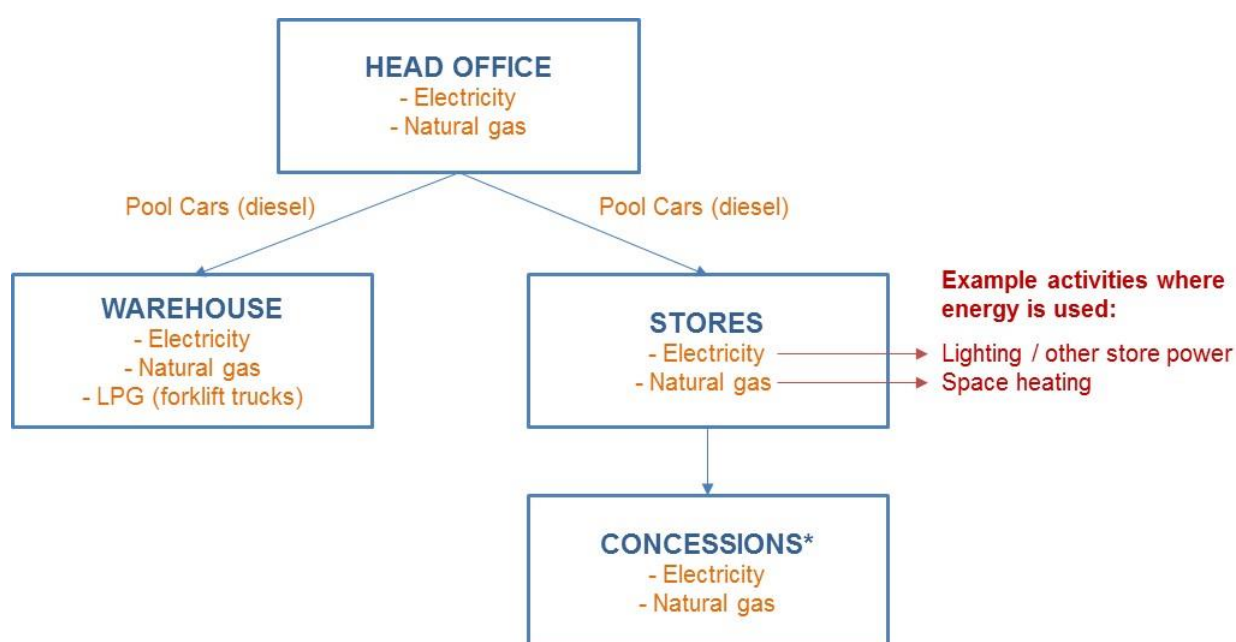 HEAD OFFICE
- Electricity
- Natural gas
Pool Cars (diesel)
Pool Cars (diesel)
WAREHOUSE
- Electricity
- Natural gas
- LPG (forklift trucks)
STORES
- Electricity
- Natural gas
Example activities where
energy is used:
Lighting / other store power
Space heating
CONCESSIONS*
- Electricity
- Natural gas